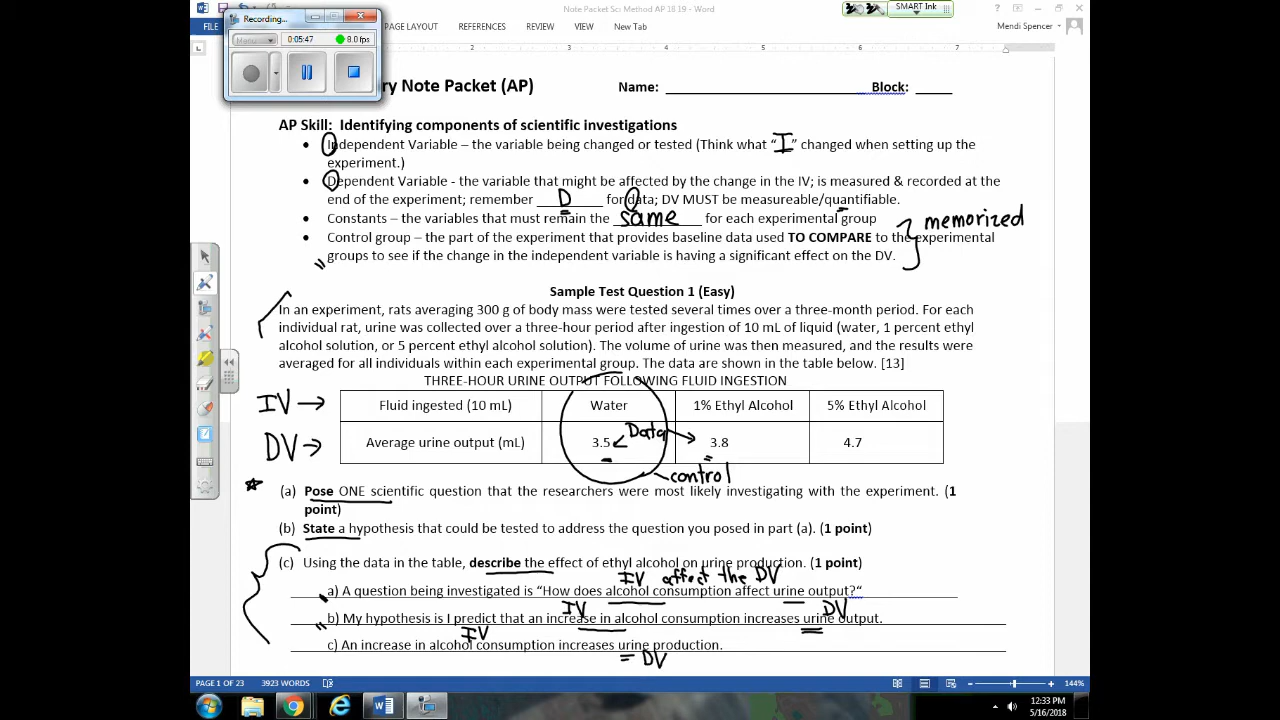 Note Packet Sci Method AP 18 19 - Word
SMART Ink
Recording...
FILE
PAGE LAYOUT
REFERENCES
REVIEW
VIEW
New Tab
Mendi Spencer
Menu
0:05:47
8.0 fps
3 4 5 6 7
ry Note Packet (AP) Name: Block:
AP Skill: Identifying components of scientific investigations
• Independent Variable – the variable being changed or tested (Think what "I" changed when setting up the
experiment.)
• Dependent Variable - the variable that might be affected by the change in the IV; is measured & recorded at the
end of the experiment; remember D for data; DV MUST be measureable/quantifiable.
• Constants – the variables that must remain the same for each experimental group
memorized
• Control group – the part of the experiment that provides baseline data used TO COMPARE to the experimental
groups to see if the change in the independent variable is having a significant effect on the DV.
Sample Test Question 1 (Easy)
In an experiment, rats averaging 300 g of body mass were tested several times over a three-month period. For each
individual rat, urine was collected over a three-hour period after ingestion of 10 mL of liquid (water, 1 percent ethyl
alcohol solution, or 5 percent ethyl alcohol solution). The volume of urine was then measured, and the results were
averaged for all individuals within each experimental group. The data are shown in the table below. [13]
THREE-HOUR URINE OUTPUT FOLLOWING FLUID INGESTION
IV → Fluid ingested (10 mL) Water 1% Ethyl Alcohol 5% Ethyl Alcohol
DV → Average urine output (mL) 3.5 Data 3.8 4.7
control
(a) Pose ONE scientific question that the researchers were most likely investigating with the experiment. (1
point)
(b) State a hypothesis that could be tested to address the question you posed in part (a). (1 point)
(c) Using the data in the table, describe the effect of ethyl alcohol on urine production. (1 point)
IV affect the DV
a) A question being investigated is "How does alcohol consumption affect urine output?"
IV DV
b) My hypothesis is I predict that an increase in alcohol consumption increases urine output.
IV
c) An increase in alcohol consumption increases urine production.
= DV
PAGE 1 OF 23 3923 WORDS
144%
12:33 PM
5/16/2018